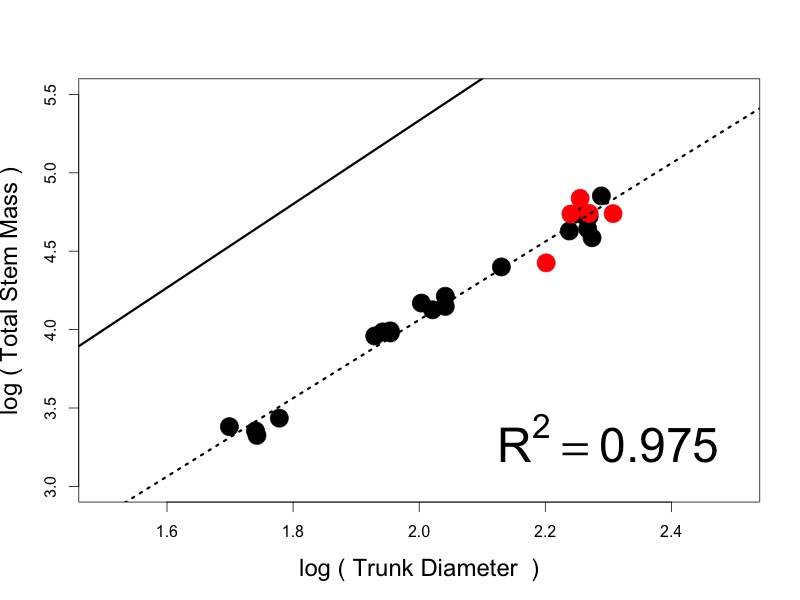 5.5
5.0
4.5
4.0
3.5
3.0
log ( Total Stem Mass )
R² = 0.975
1.6 1.8 2.0 2.2 2.4
log ( Trunk Diameter )